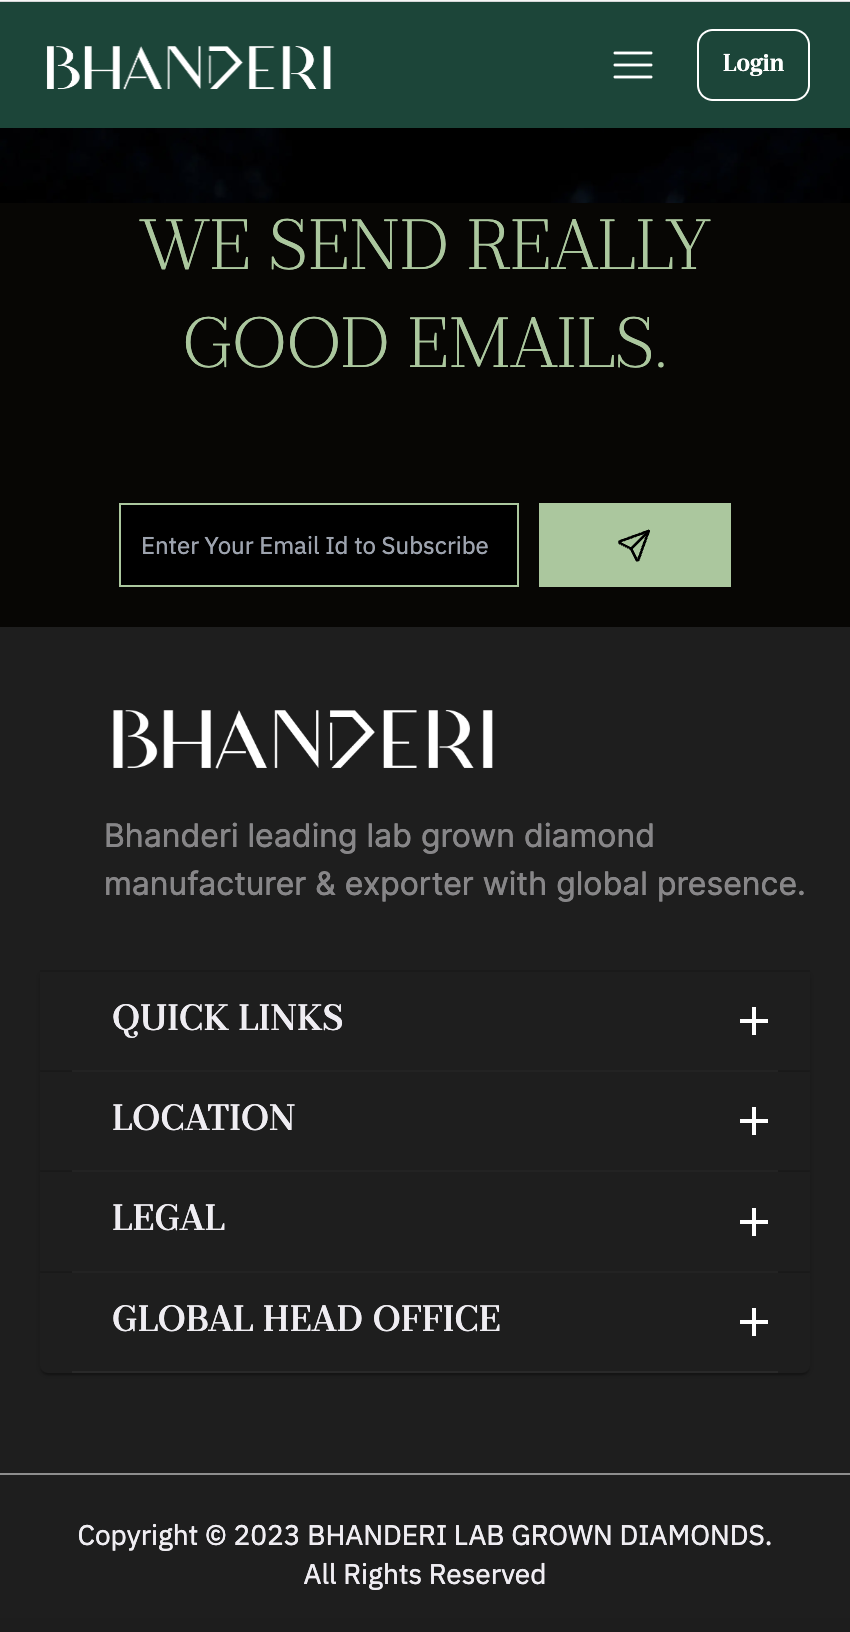 BHANDERI
Login
WE SEND REALLY
GOOD EMAILS.
Enter Your Email Id to Subscribe
BHANDERI
Bhanderi leading lab grown diamond
manufacturer & exporter with global presence.
QUICK LINKS
LOCATION
LEGAL
GLOBAL HEAD OFFICE
Copyright © 2023 BHANDERI LAB GROWN DIAMONDS.
All Rights Reserved